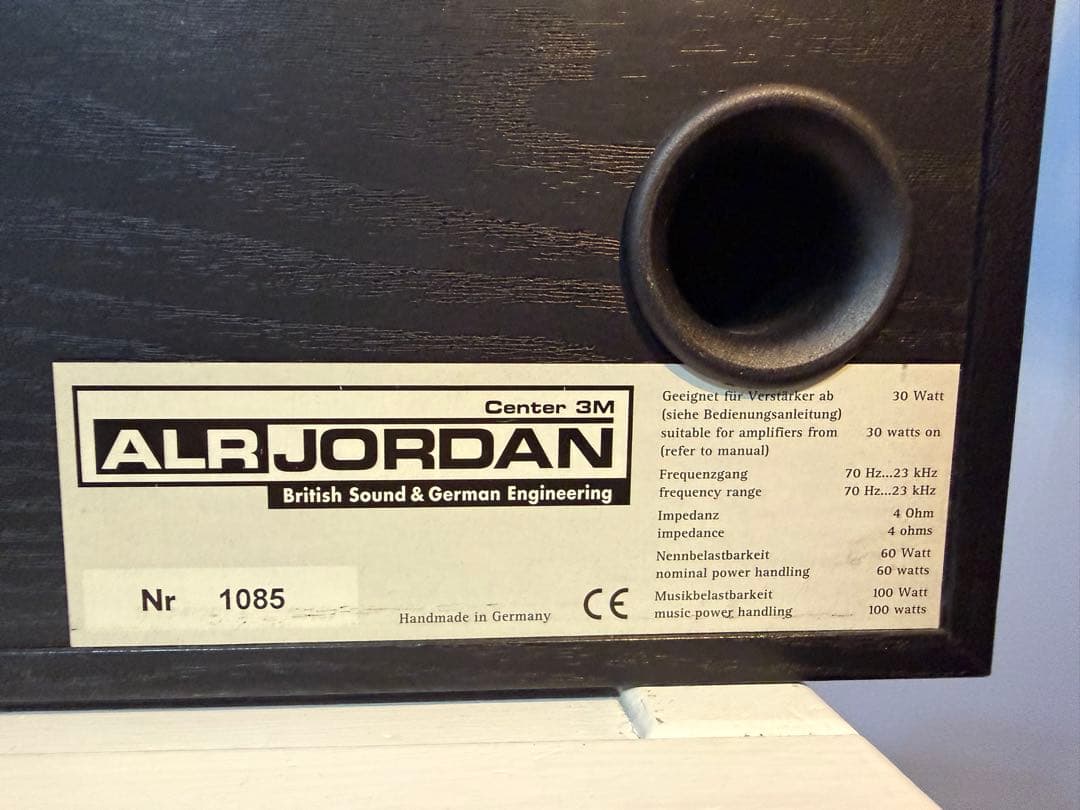 Center 3M
ALR JORDAN
British Sound & German Engineering
Nr 1085
Handmade in Germany
CE
Geeignet für Verstärker ab 30 Watt
(siehe Bedienungsanleitung)
suitable for amplifiers from 30 watts on
(refer to manual)
Frequenzgang 70 Hz...23 kHz
frequency range 70 Hz...23 kHz
Impedanz 4 Ohm
impedance 4 ohms
Nennbelastbarkeit 60 Watt
nominal power handling 60 watts
Musikbelastbarkeit 100 Watt
music power handling 100 watts